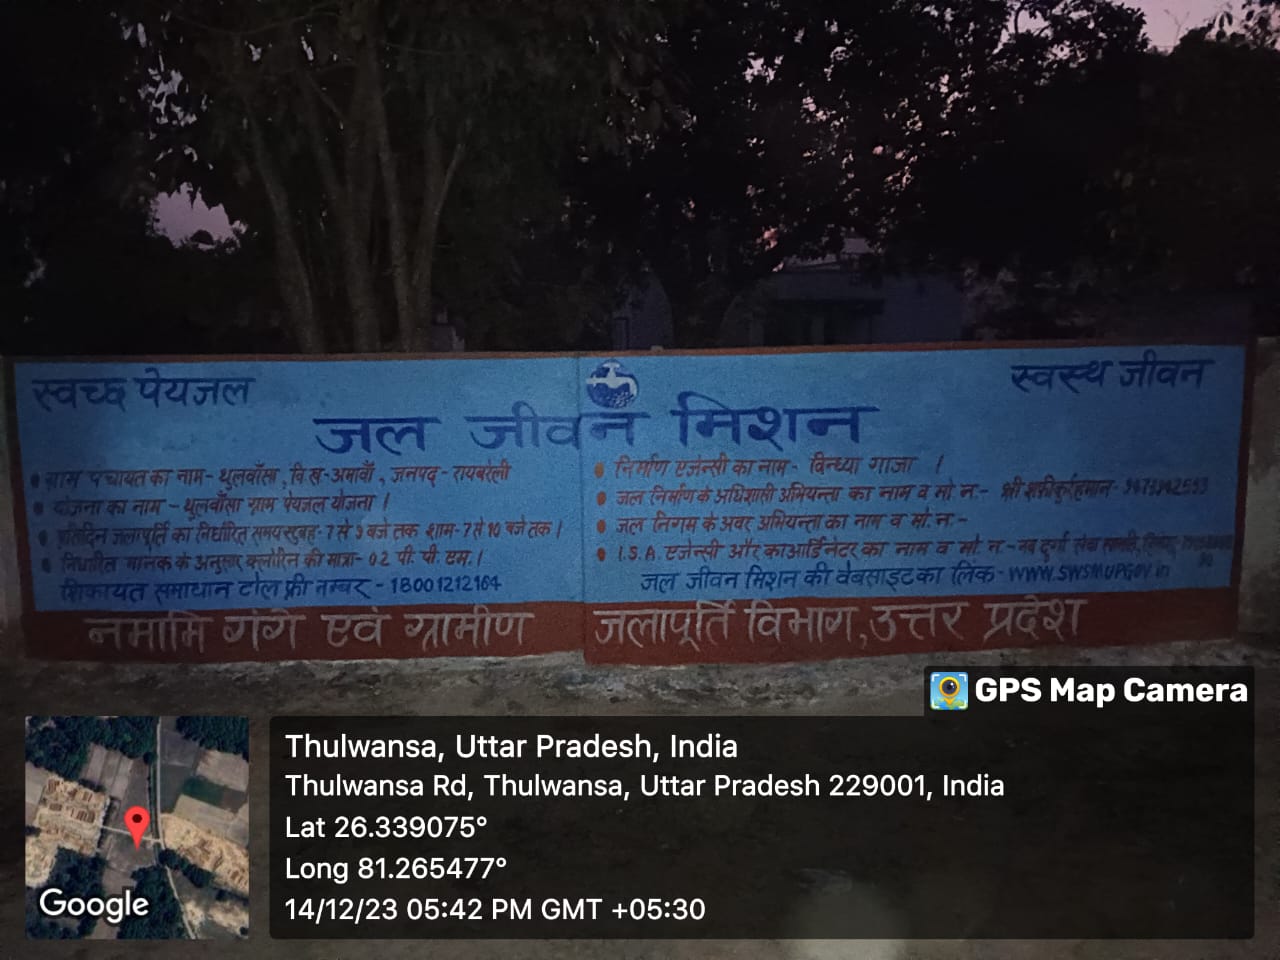 स्वच्छ पेयजल
स्वस्थ जीवन
जल जीवन मिशन
ग्राम पंचायत का नाम- थुलवाँसा, वि.ख-अमावाँ, जनपद- रायबरेली
योजना का नाम - थुलवाँसा ग्राम पेयजल योजना।
प्रतिदिन जलापूर्ति का निर्धारित समय सुबह- 7 से 9 बजे तक शाम- 7 से 10 बजे तक।
निर्धारित मानक के अनुसार क्लोरिन की मात्रा- 0.2 पी. पी. एम.।
शिकायत समाधान टोल फ्री नम्बर - 18001212164
निर्माण एजेन्सी का नाम- विन्ध्या गाजा ।
जल निर्माण के अधिशासी अभियन्ता का नाम व मो. न.- श्री
जल निगम के अवर अभियन्ता का नाम व मो. न.-
I.S.A. एजेन्सी और काआर्डिनेटर का नाम व मो. न.- नव दुर्गा सेवा
जल जीवन मिशन की वेबसाइट का लिंक- WWW.SWSM.UP.GOV.in
नमामि गंगे एवं ग्रामीण जलापूर्ति विभाग, उत्तर प्रदेश
GPS Map Camera
Thulwansa, Uttar Pradesh, India
Thulwansa Rd, Thulwansa, Uttar Pradesh 229001, India
Lat 26.339075°
Long 81.265477°
14/12/23 05:42 PM GMT +05:30
Google